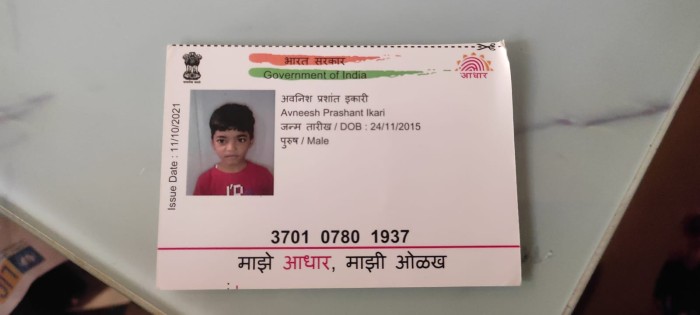 भारत सरकार
Government of India
आधार
Issue Date : 11/10/2021
अवनिश प्रशांत इकारी
Avneesh Prashant Ikari
जन्म तारीख / DOB : 24/11/2015
पुरुष / Male
3701 0780 1937
माझे आधार, माझी ओळख